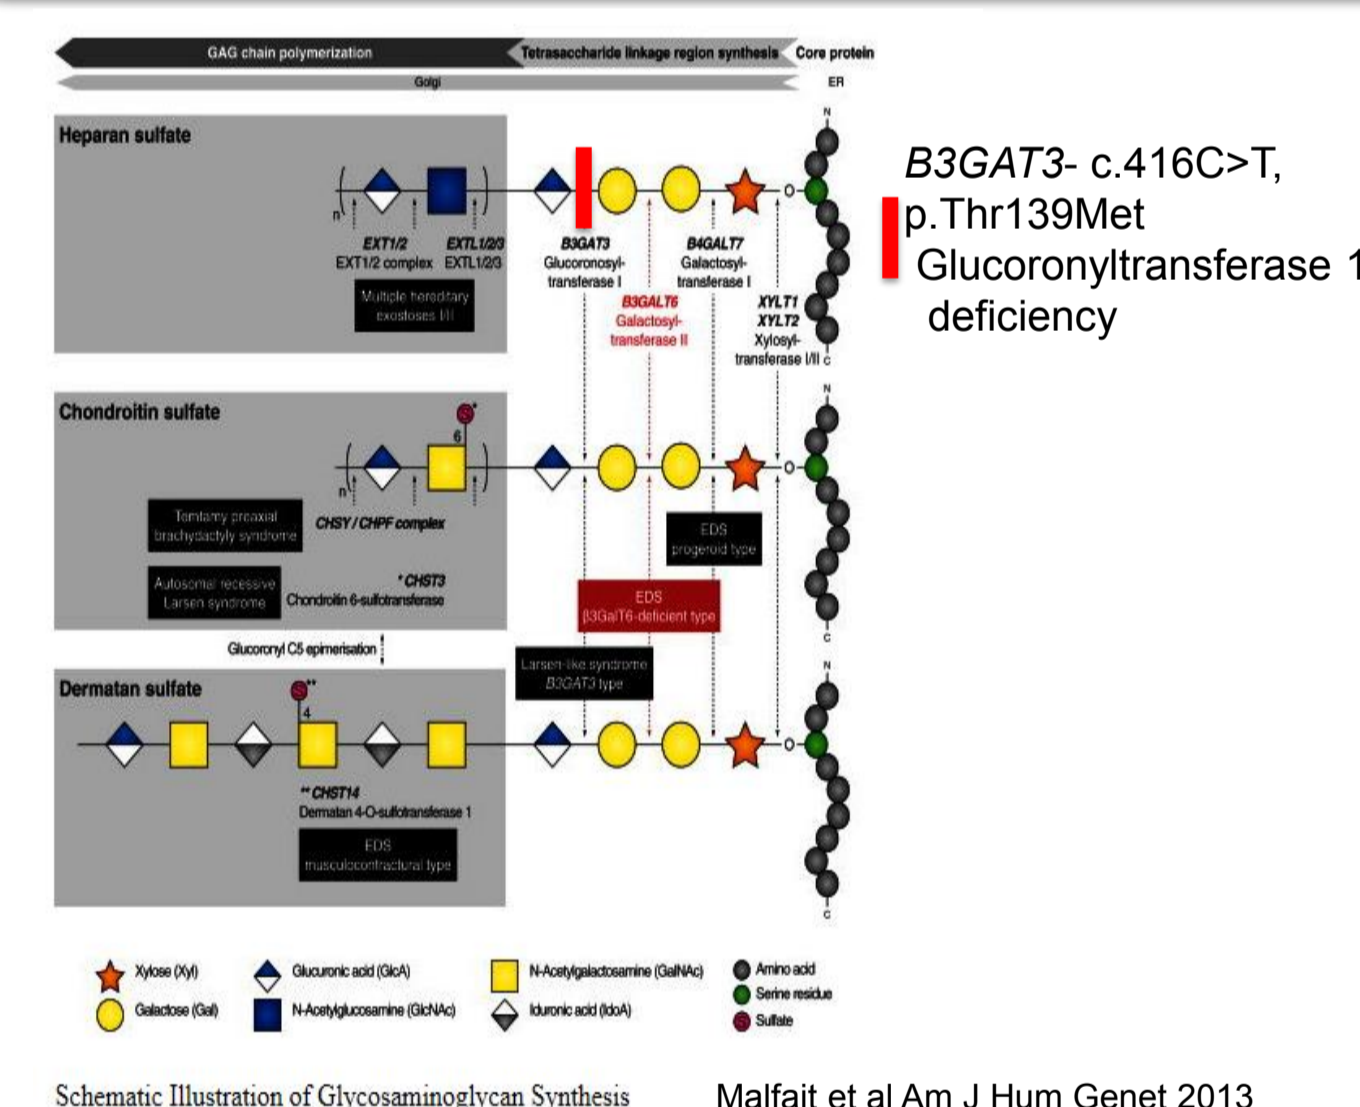 GAG chain polymerization
Tetrasaccharide linkage region synthesis
Core protein
Golgi
ER
Heparan sulfate
N
n
O
EXT1/2
EXT1/2 complex
EXTL1/2/3
EXTL1/2/3
Multiple hereditary
exostoses I/II
B3GAT3
Glucoronosyl-
transferase I
B4GALT7
Galactosyl-
transferase I
B3GALT6
Galactosyl-
transferase II
XYLT1
XYLT2
Xylosyl-
transferase I/II
C
B3GAT3- c.416C>T,
p.Thr139Met
Glucoronyltransferase 1
deficiency
Chondroitin sulfate
N
S*
6
n
O
CHSY / CHPF complex
Temtamy preaxial
brachydactyly syndrome
Autosomal recessive
Larsen syndrome
* CHST3
Chondroitin 6-sulfotransferase
EDS
progeroid type
EDS
β3GalT6-deficient type
C
Glucoronyl C5 epimerisation
Larsen-like syndrome
B3GAT3 type
Dermatan sulfate
N
S**
4
O
** CHST14
Dermatan 4-O-sulfotransferase 1
EDS
musculocontractural type
C
Xylose (Xyl)
Glucuronic acid (GlcA)
N-Acetylgalactosamine (GalNAc)
Amino acid
Serine residue
Galactose (Gal)
N-Acetylglucosamine (GlcNAc)
Iduronic acid (IdoA)
S
Sulfate
Schematic Illustration of Glycosaminoglycan Synthesis
Malfait et al Am J Hum Genet 2013